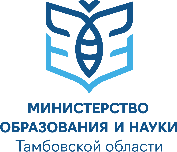 МИНИСТЕРСТВО
ОБРАЗОВАНИЯ И НАУКИ
Тамбовской области